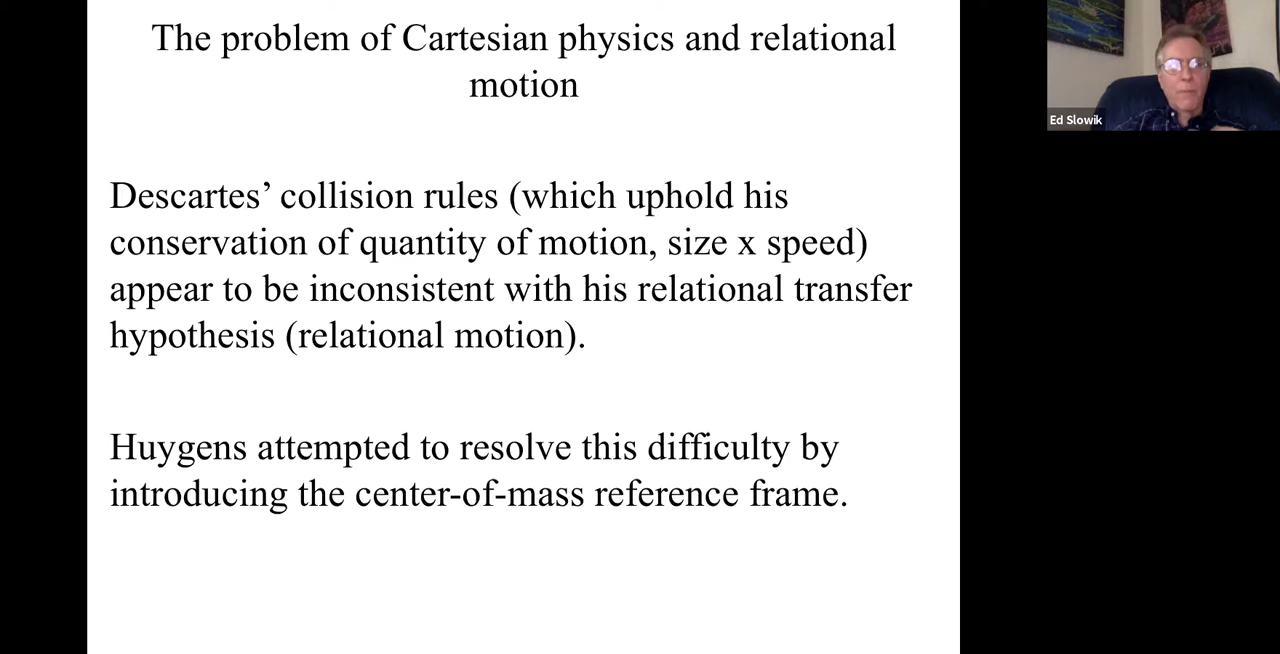 The problem of Cartesian physics and relational
motion
Descartes’ collision rules (which uphold his
conservation of quantity of motion, size x speed)
appear to be inconsistent with his relational transfer
hypothesis (relational motion).
Huygens attempted to resolve this difficulty by
introducing the center-of-mass reference frame.
Ed Slowik